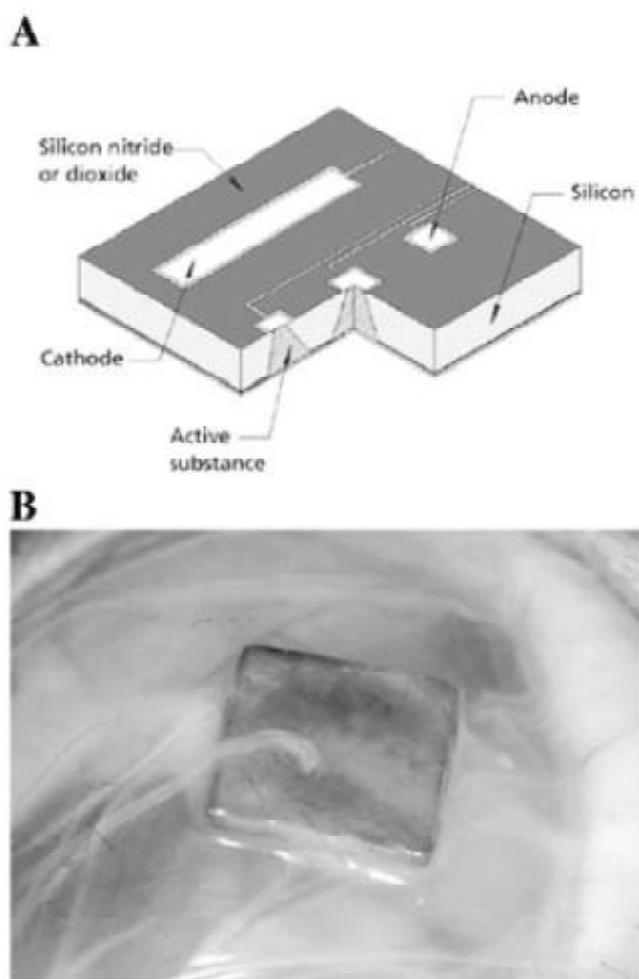 A
Anode
Silicon nitride
or dioxide
Silicon
Cathode
Active
substance
B